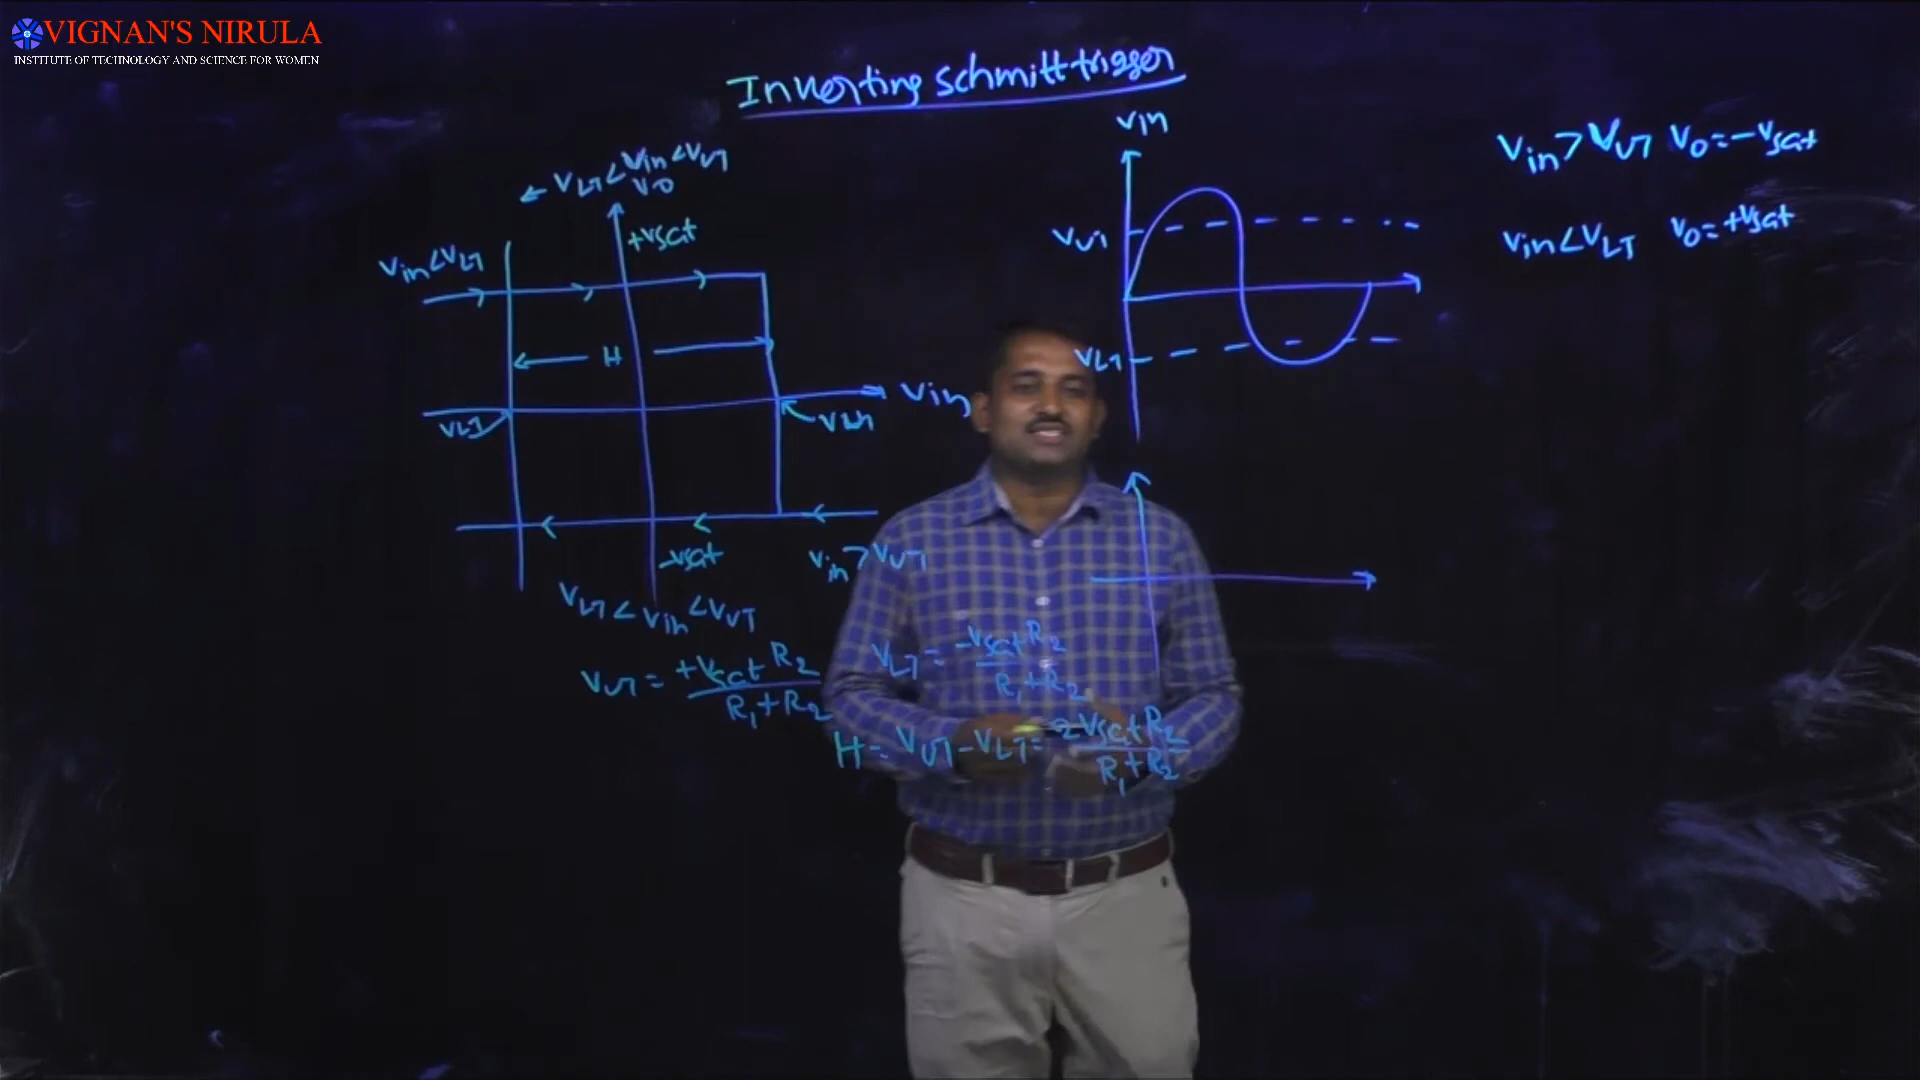 VIGNAN'S NIRULA
INSTITUTE OF TECHNOLOGY AND SCIENCE FOR WOMEN
Inverting schmitt trigger
← VLT < Vin < VUT
Vo
+Vsat
Vin < VLT
H
VLT
Vin
-Vsat
Vin > VUT
VLT < Vin < VUT
VUT = +Vsat R2 / R1 + R2
VLT = -Vsat R2 / R1 + R2
H = VUT - VLT = 2Vsat R2 / R1 + R2
Vin
VUT
VLT
Vin > VUT Vo = -Vsat
Vin < VLT Vo = +Vsat